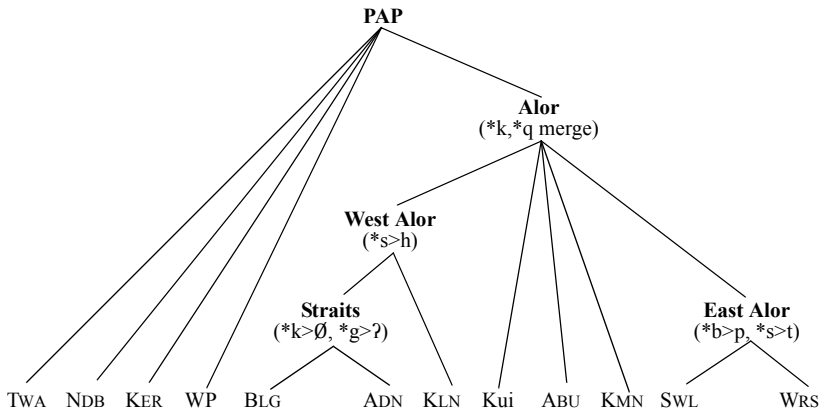 PAP
Alor
(*k,*q merge)
West Alor
(*s>h)
Straits
(*k>Ø, *g>ʔ)
East Alor
(*b>p, *s>t)
TWA NDB KER WP BLG ADN KLN Kui ABU KMN SWL WRS